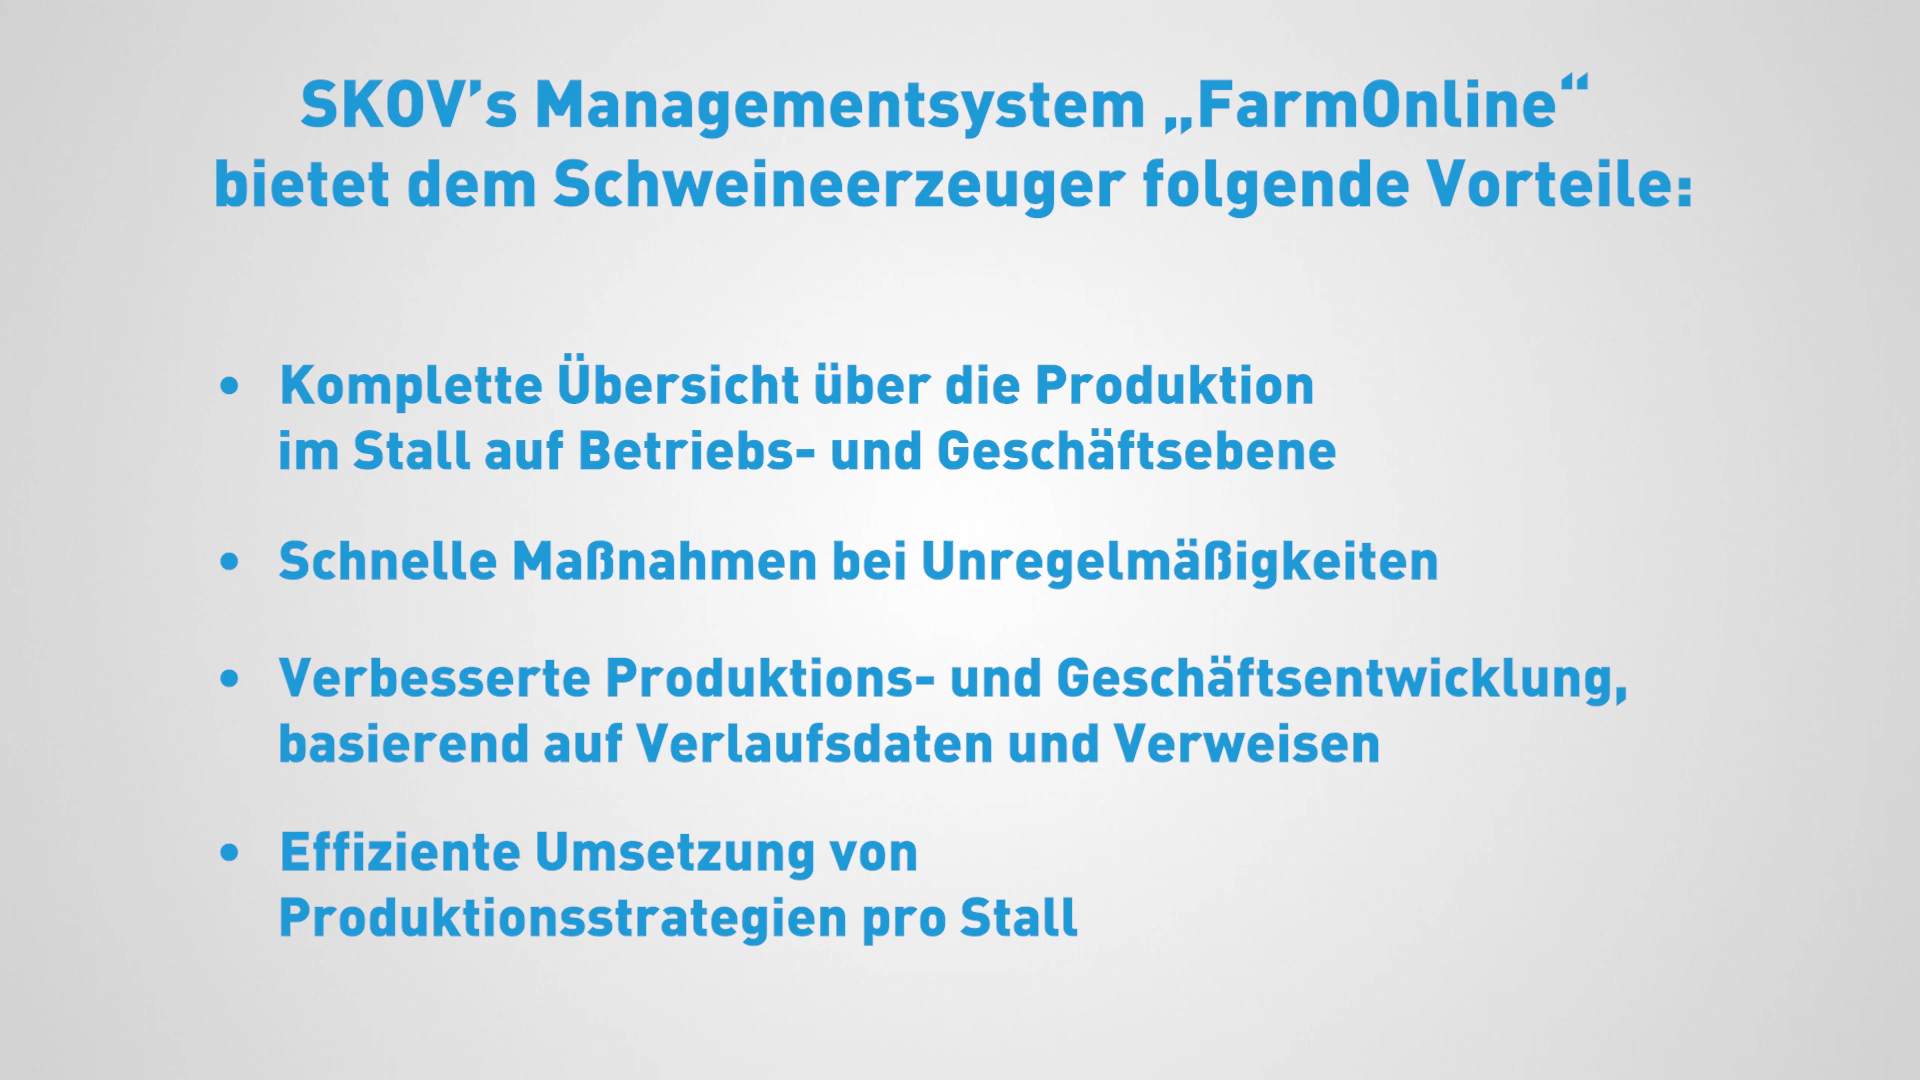 SKOV’s Managementsystem „FarmOnline“
bietet dem Schweineerzeuger folgende Vorteile:
• Komplette Übersicht über die Produktion
im Stall auf Betriebs- und Geschäftsebene
• Schnelle Maßnahmen bei Unregelmäßigkeiten
• Verbesserte Produktions- und Geschäftsentwicklung,
basierend auf Verlaufsdaten und Verweisen
• Effiziente Umsetzung von
Produktionsstrategien pro Stall